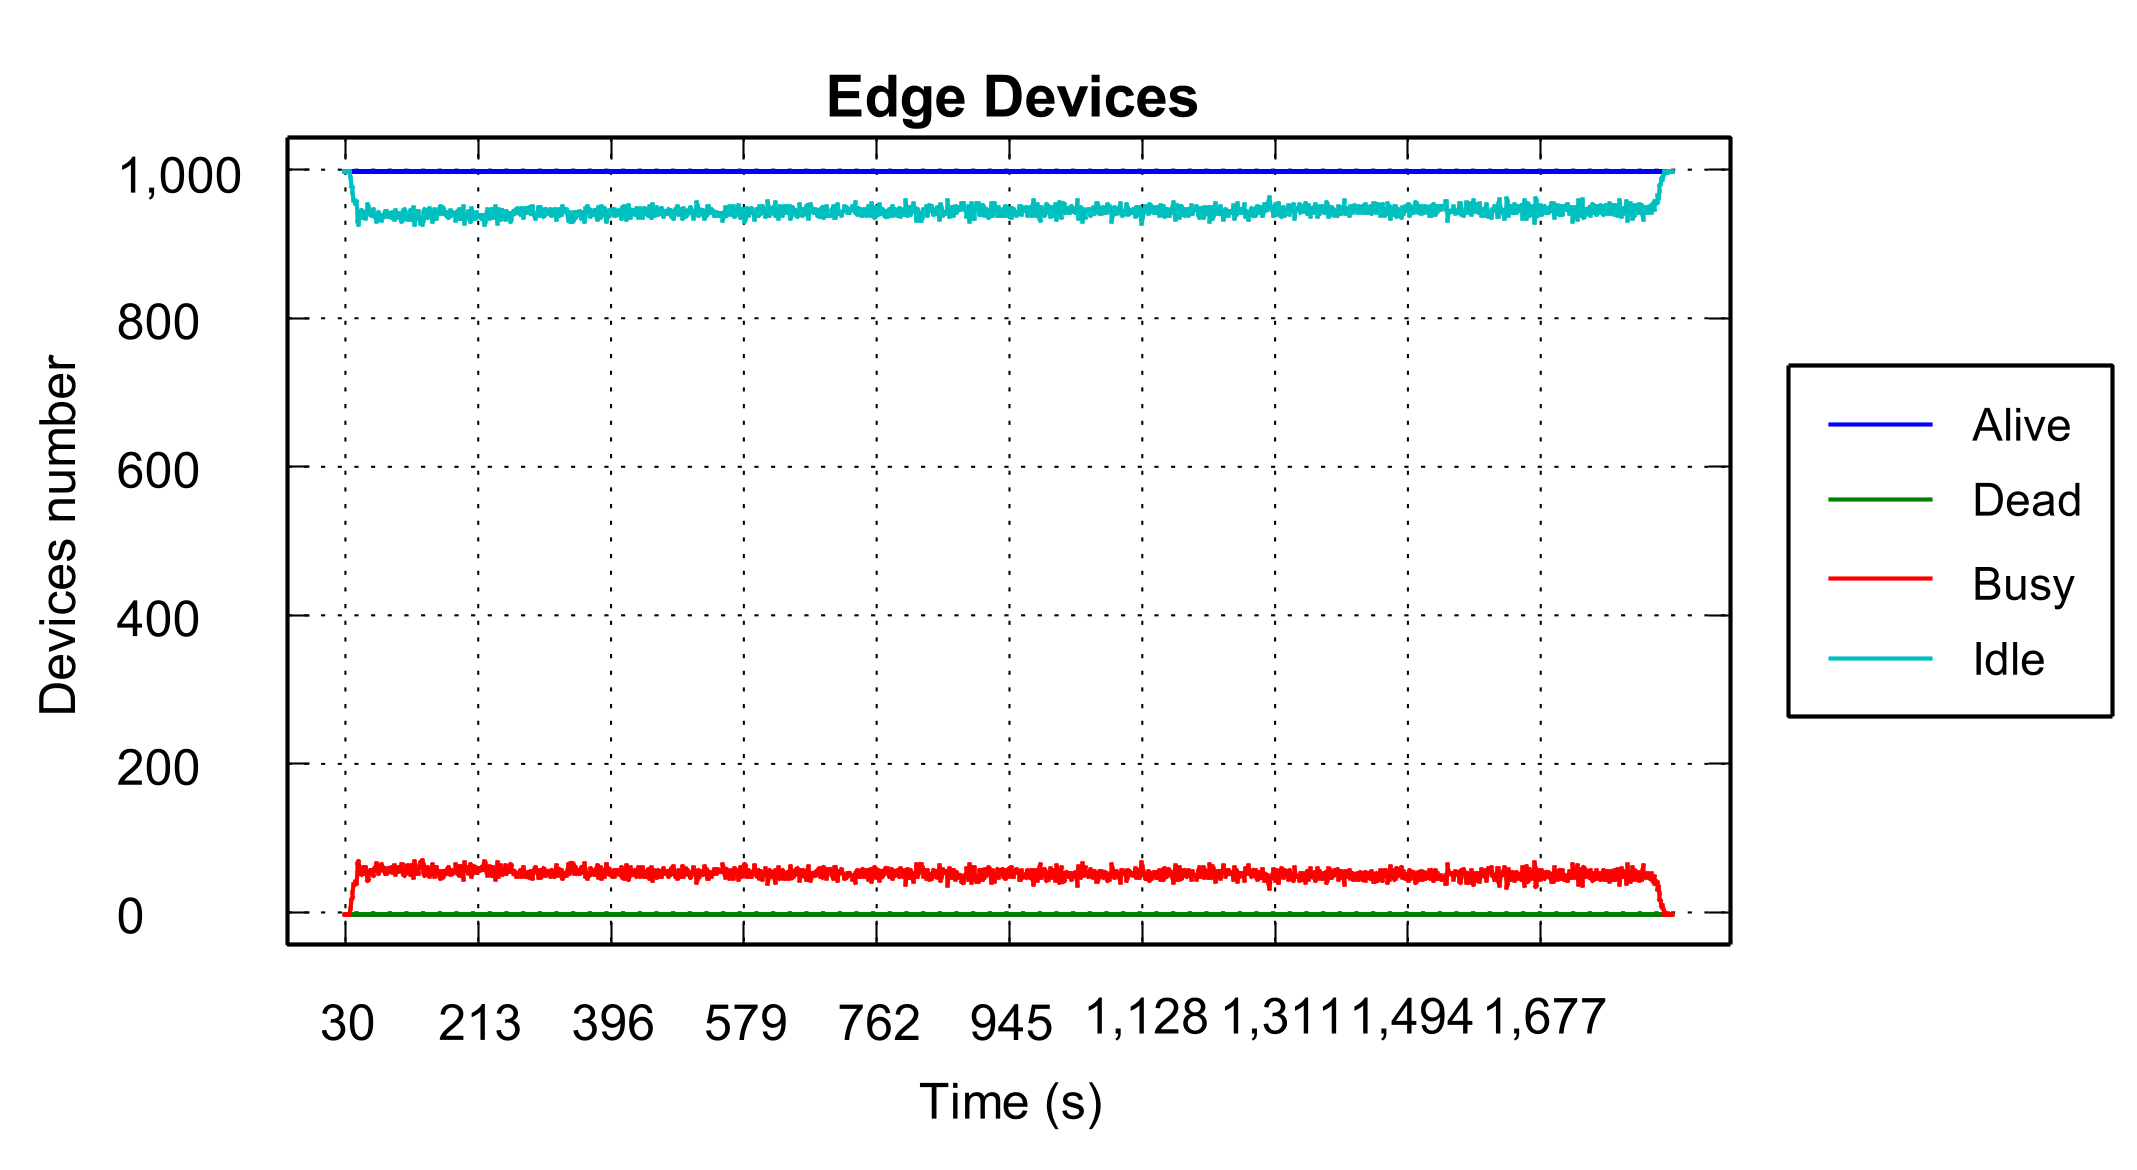 Edge Devices
1,000
800
600
400
200
0
Devices number
30 213 396 579 762 945 1,128 1,311 1,494 1,677
Time (s)
Alive
Dead
Busy
Idle